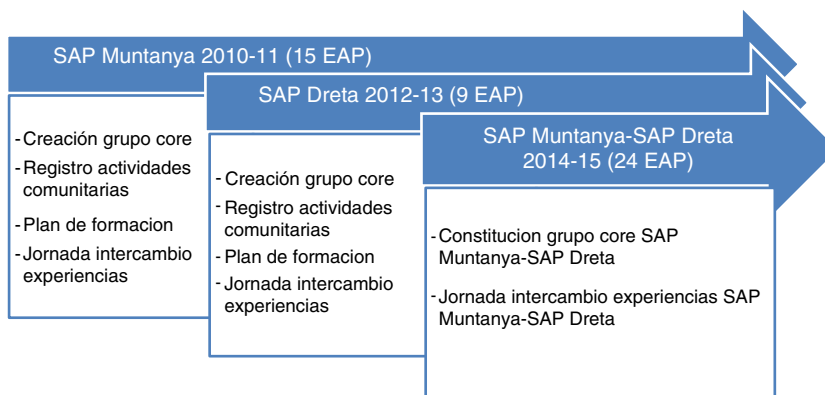 SAP Muntanya 2010-11 (15 EAP)
-Creación grupo core
-Registro actividades
comunitarias
-Plan de formacion
-Jornada intercambio
experiencias
SAP Dreta 2012-13 (9 EAP)
-Creación grupo core
-Registro actividades
comunitarias
-Plan de formacion
-Jornada intercambio
experiencias
SAP Muntanya-SAP Dreta
2014-15 (24 EAP)
-Constitucion grupo core SAP
Muntanya-SAP Dreta
-Jornada intercambio experiencias SAP
Muntanya-SAP Dreta